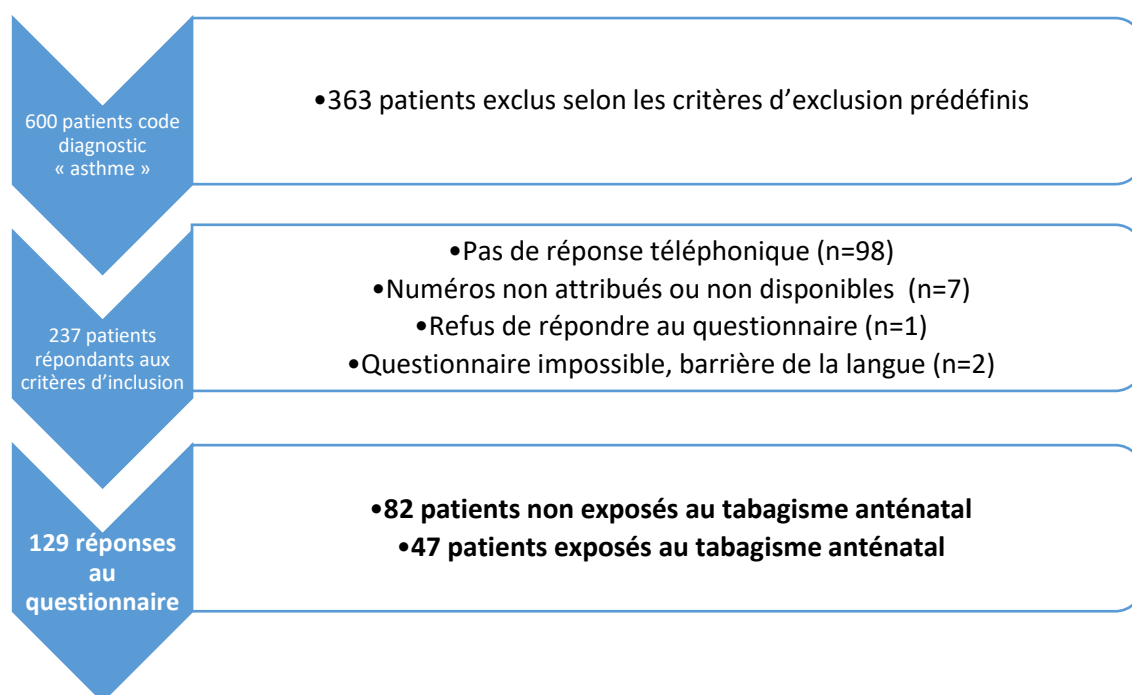 600 patients code
diagnostic
« asthme »
•363 patients exclus selon les critères d’exclusion prédéfinis
237 patients
répondants aux
critères d’inclusion
•Pas de réponse téléphonique (n=98)
•Numéros non attribués ou non disponibles  (n=7)
•Refus de répondre au questionnaire (n=1)
•Questionnaire impossible, barrière de la langue (n=2)
129 réponses
au
questionnaire
•82 patients non exposés au tabagisme anténatal
•47 patients exposés au tabagisme anténatal